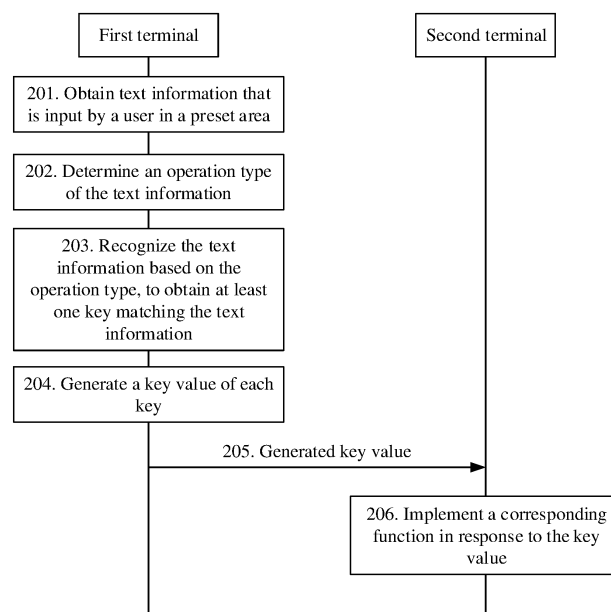 First terminal
Second terminal
201. Obtain text information that
is input by a user in a preset area
202. Determine an operation type
of the text information
203. Recognize the text
information based on the
operation type, to obtain at least
one key matching the text
information
204. Generate a key value of each
key
205. Generated key value
206. Implement a corresponding
function in response to the key
value